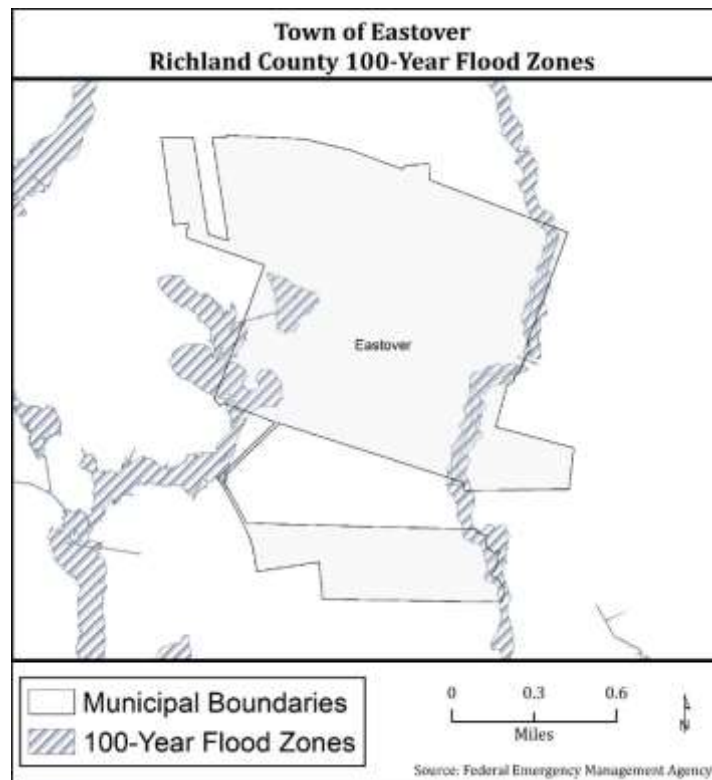 Town of Eastover
Richland County 100-Year Flood Zones
Eastover
Municipal Boundaries
100-Year Flood Zones
0 0.3 0.6
Miles
N
Source: Federal Emergency Management Agency